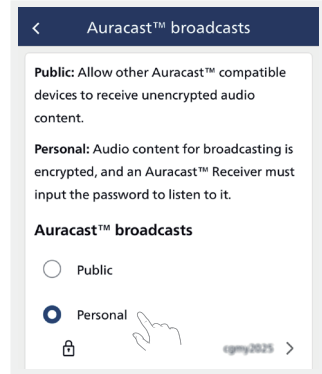 Auracast™ broadcasts
Public: Allow other Auracast™ compatible
devices to receive unencrypted audio
content.
Personal: Audio content for broadcasting is
encrypted, and an Auracast™ Receiver must
input the password to listen to it.
Auracast™ broadcasts
Public
Personal